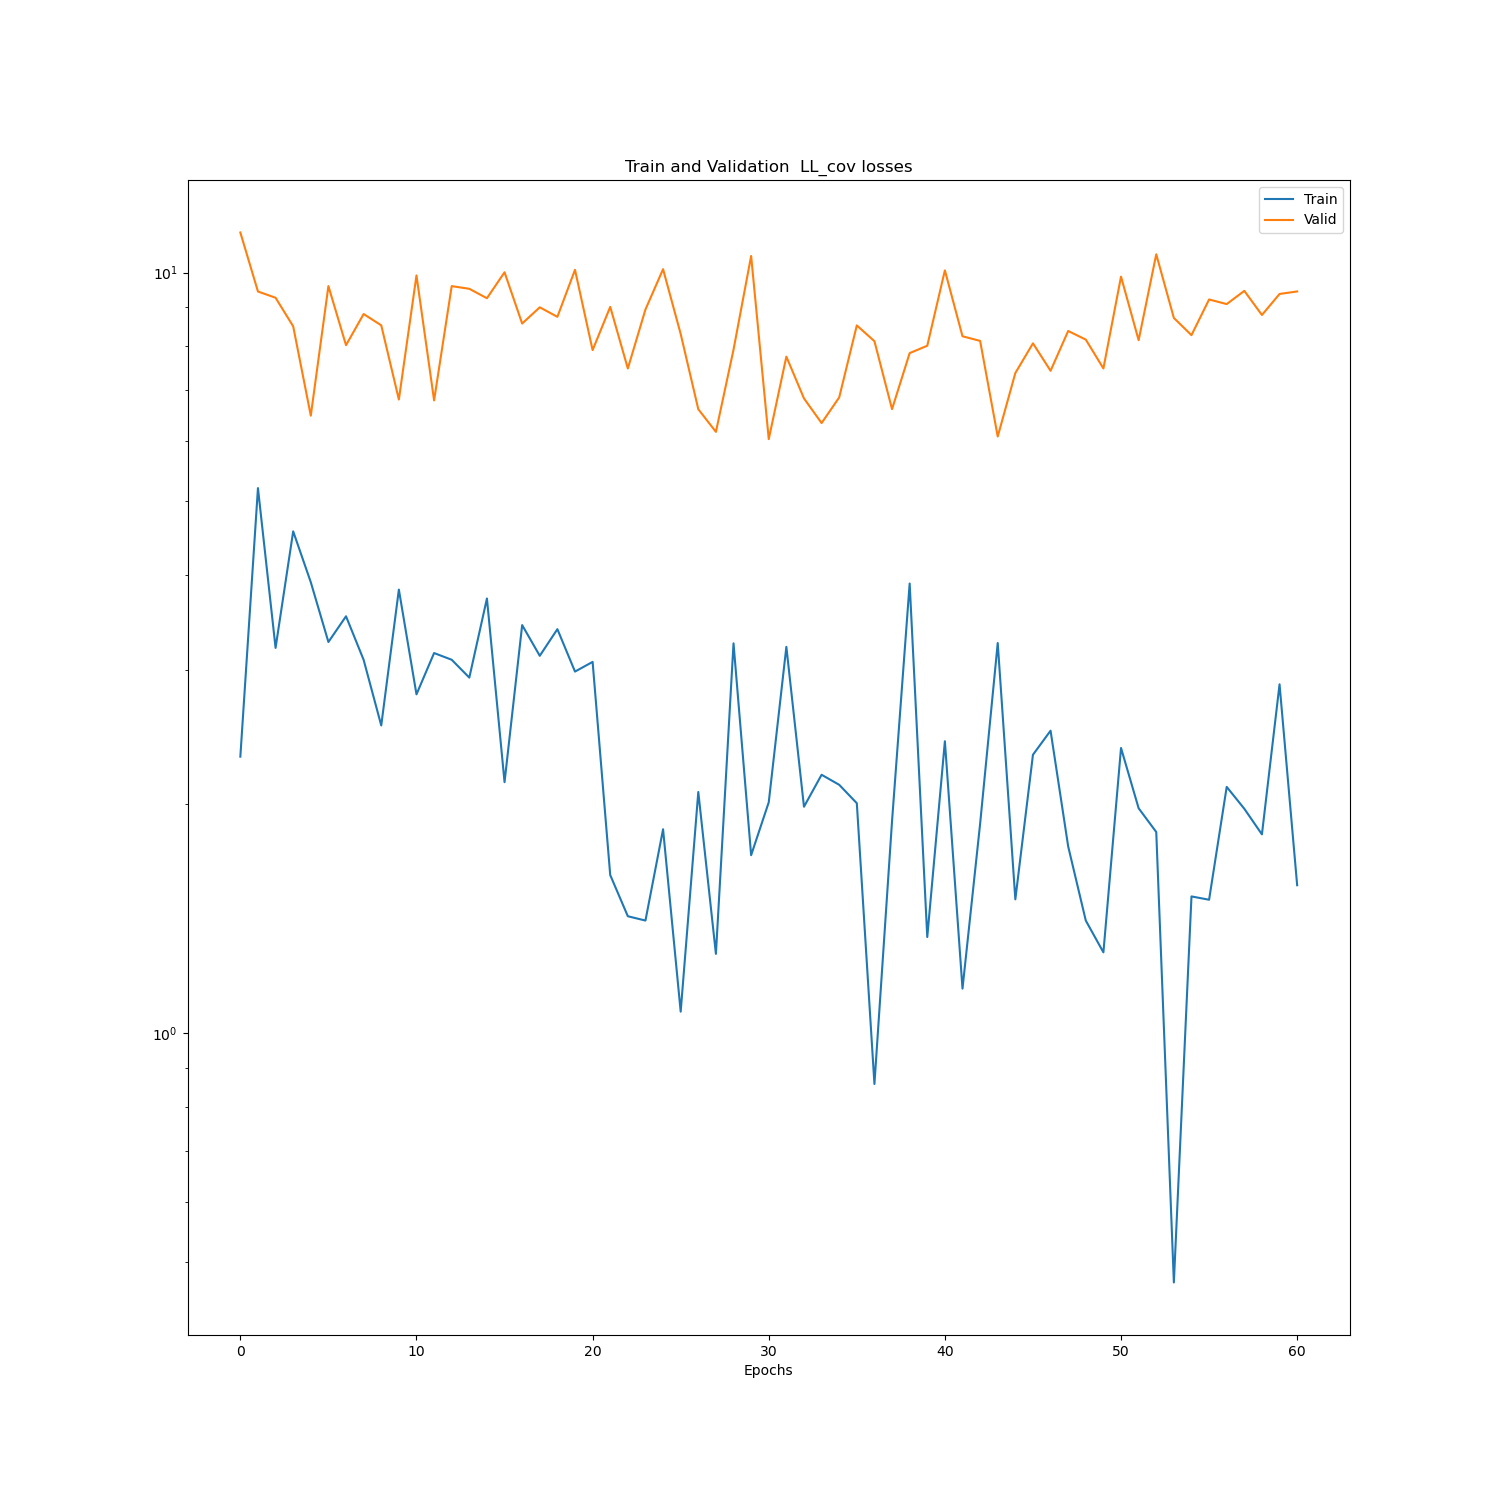 Train and Validation  LL_cov losses
Train
Valid
10¹
10⁰
0 10 20 30 40 50 60
Epochs